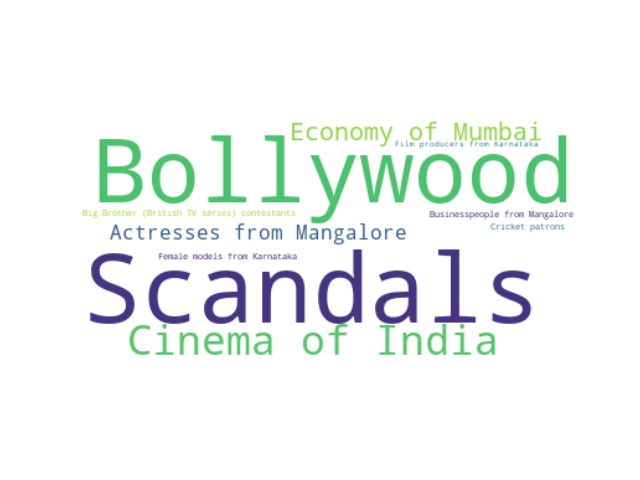 Economy of Mumbai
Film producers from Karnataka
Bollywood
Big Brother (British TV series) contestants
Businesspeople from Mangalore
Cricket patrons
Actresses from Mangalore
Female models from Karnataka
Scandals
Cinema of India